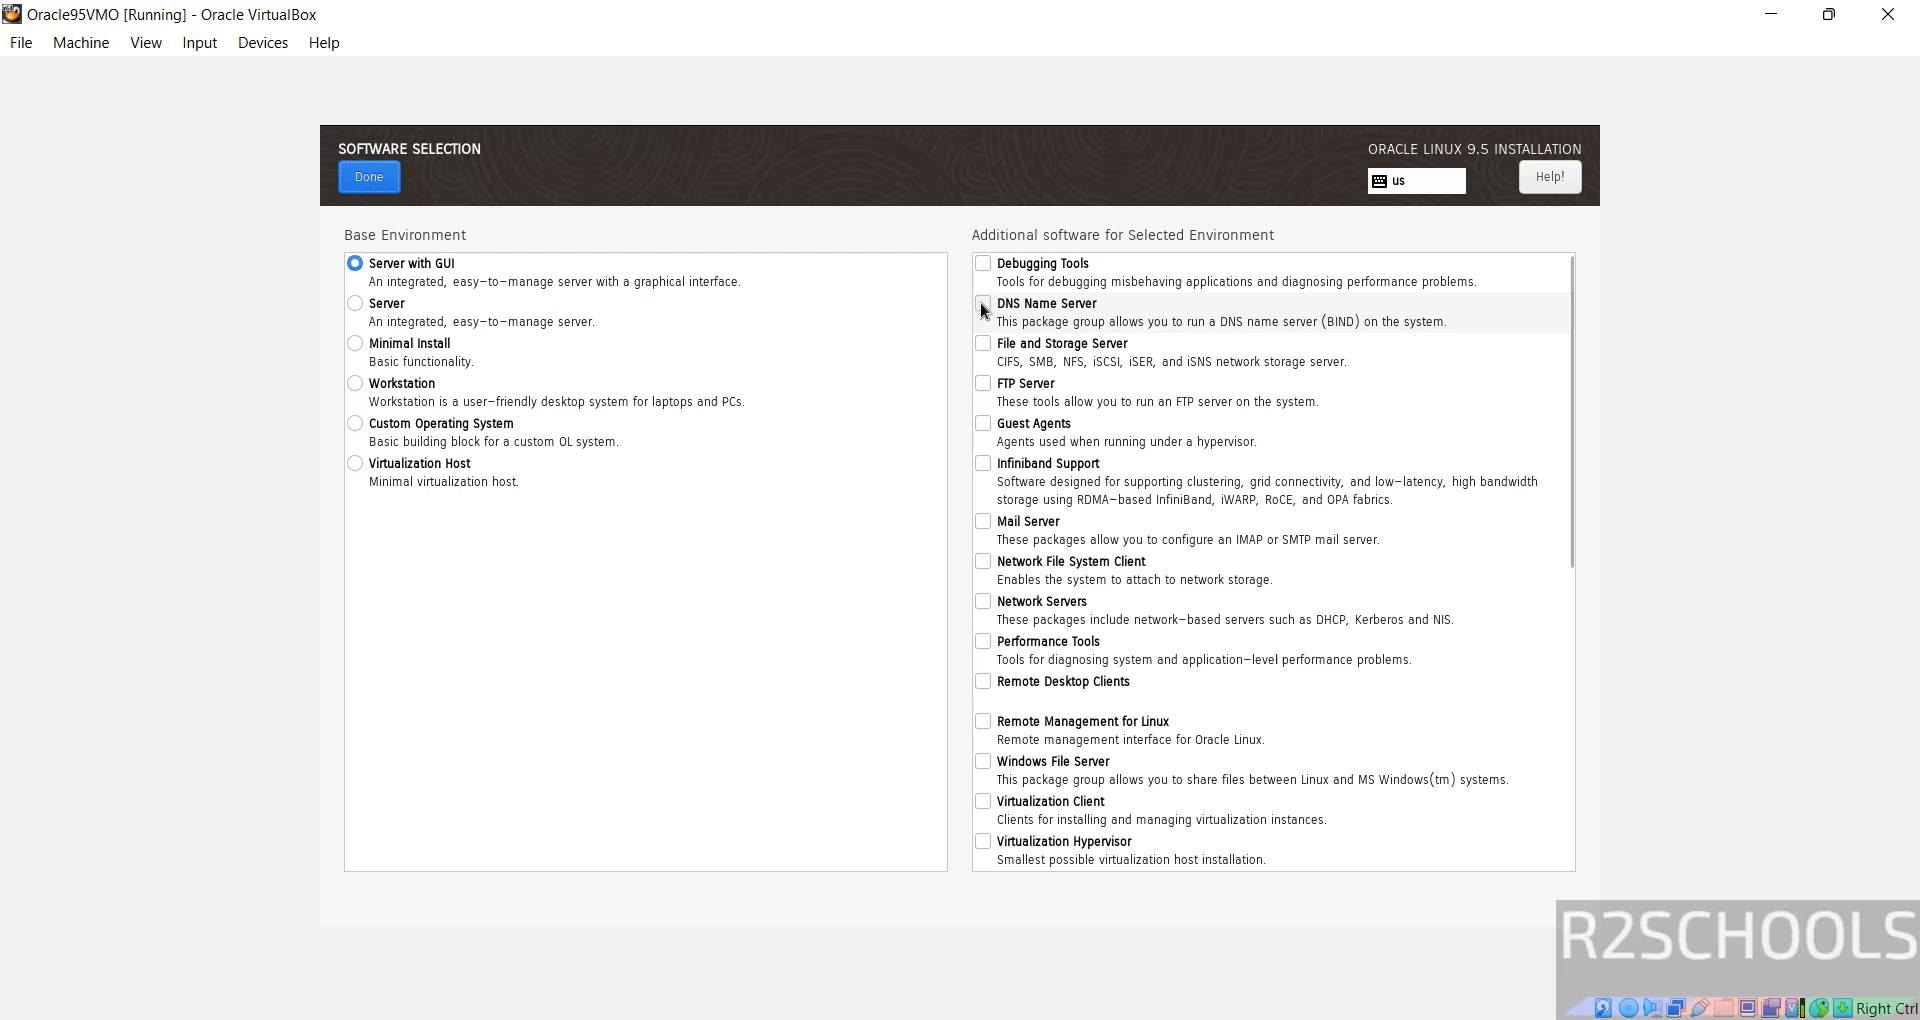 Oracle95VMO [Running] - Oracle VirtualBox
File Machine View Input Devices Help
SOFTWARE SELECTION
Done
ORACLE LINUX 9.5 INSTALLATION
us
Help!
Base Environment
Server with GUI
An integrated, easy-to-manage server with a graphical interface.
Server
An integrated, easy-to-manage server.
Minimal Install
Basic functionality.
Workstation
Workstation is a user-friendly desktop system for laptops and PCs.
Custom Operating System
Basic building block for a custom OL system.
Virtualization Host
Minimal virtualization host.
Additional software for Selected Environment
Debugging Tools
Tools for debugging misbehaving applications and diagnosing performance problems.
DNS Name Server
This package group allows you to run a DNS name server (BIND) on the system.
File and Storage Server
CIFS, SMB, NFS, iSCSI, iSER, and iSNS network storage server.
FTP Server
These tools allow you to run an FTP server on the system.
Guest Agents
Agents used when running under a hypervisor.
Infiniband Support
Software designed for supporting clustering, grid connectivity, and low-latency, high bandwidth
storage using RDMA-based InfiniBand, iWARP, RoCE, and OPA fabrics.
Mail Server
These packages allow you to configure an IMAP or SMTP mail server.
Network File System Client
Enables the system to attach to network storage.
Network Servers
These packages include network-based servers such as DHCP, Kerberos and NIS.
Performance Tools
Tools for diagnosing system and application-level performance problems.
Remote Desktop Clients
Remote Management for Linux
Remote management interface for Oracle Linux.
Windows File Server
This package group allows you to share files between Linux and MS Windows(tm) systems.
Virtualization Client
Clients for installing and managing virtualization instances.
Virtualization Hypervisor
Smallest possible virtualization host installation.
R2SCHOOLS
Right Ctrl